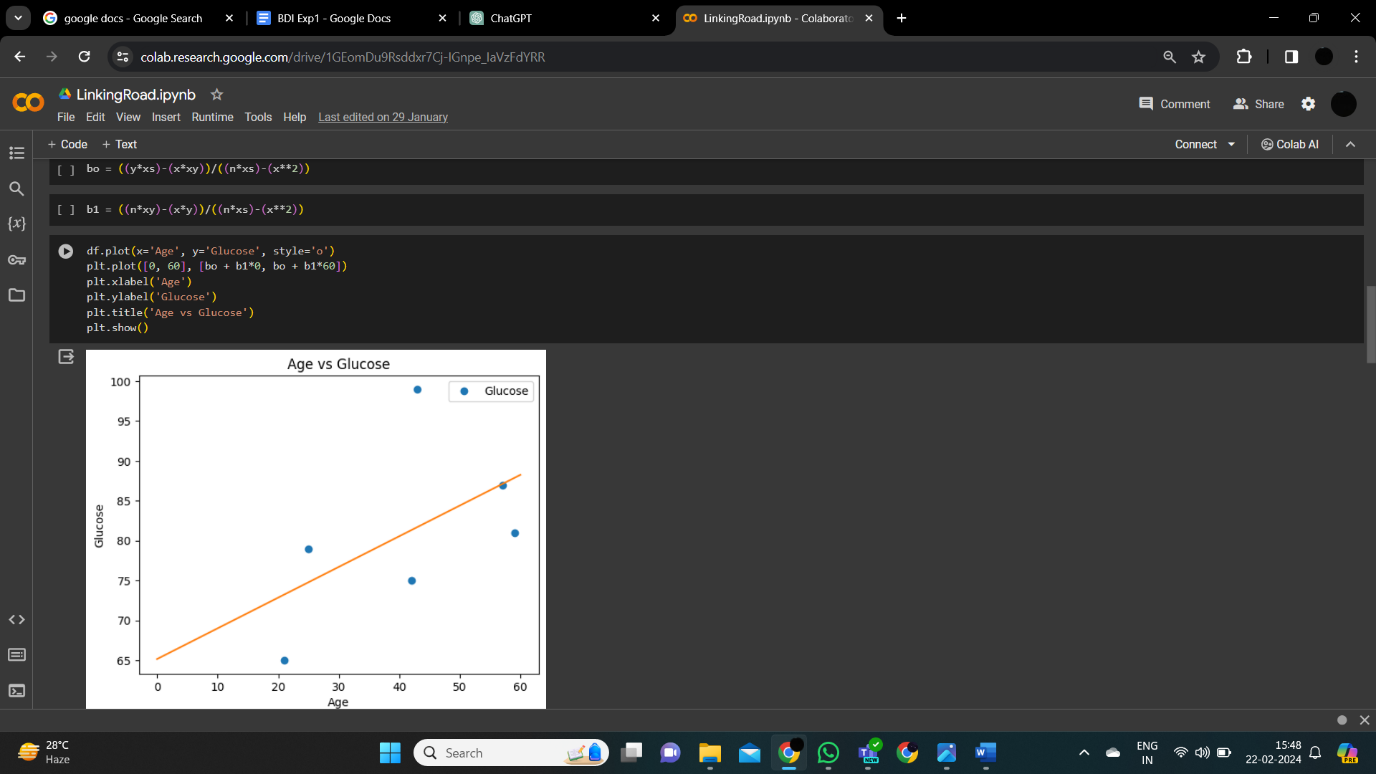 google docs - Google Search
BDI Exp1 - Google Docs
ChatGPT
LinkingRoad.ipynb - Colaborato
colab.research.google.com/drive/1GEomDu9Rsddxr7Cj-IGnpe_IaVzFdYRR
LinkingRoad.ipynb
Comment
Share
File Edit View Insert Runtime Tools Help Last edited on 29 January
+ Code + Text
Connect
Colab AI
[ ] bo = ((y*xs)-(x*xy))/((n*xs)-(x**2))
[ ] b1 = ((n*xy)-(x*y))/((n*xs)-(x**2))
df.plot(x='Age', y='Glucose', style='o')
plt.plot([0, 60], [bo + b1*0, bo + b1*60])
plt.xlabel('Age')
plt.ylabel('Glucose')
plt.title('Age vs Glucose')
plt.show()
Age vs Glucose
Glucose
100
95
90
85
80
75
70
65
Glucose
0 10 20 30 40 50 60
Age
28°C
Haze
Search
ENG
IN
15:48
22-02-2024